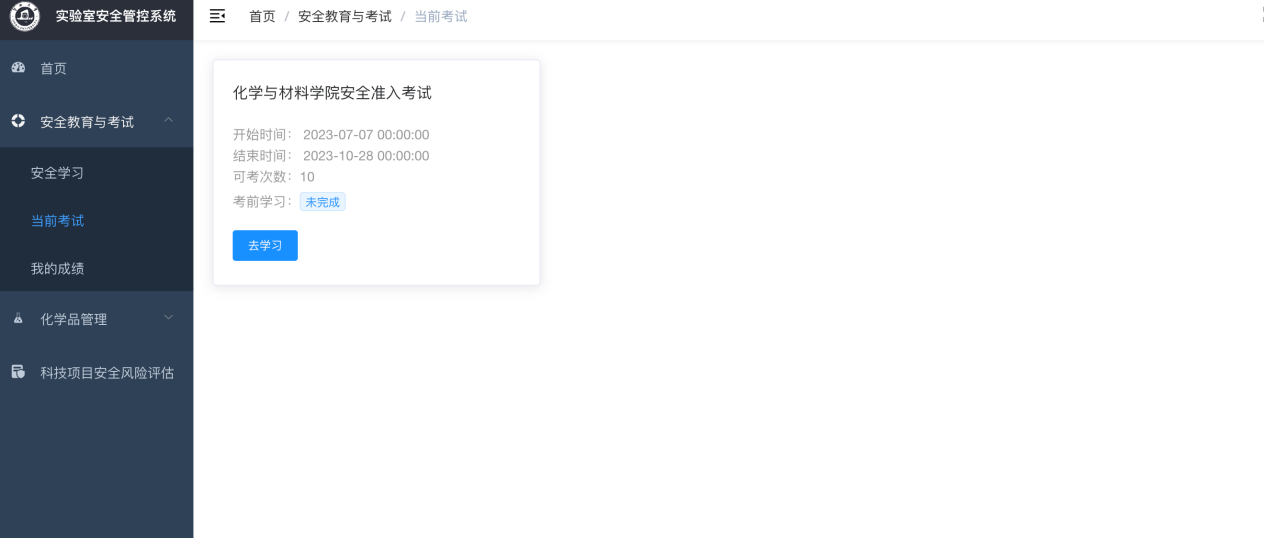 实验室安全管控系统
首页 / 安全教育与考试 / 当前考试
首页
安全教育与考试
安全学习
当前考试
我的成绩
化学品管理
科技项目安全风险评估
化学与材料学院安全准入考试
开始时间: 2023-07-07 00:00:00
结束时间: 2023-10-28 00:00:00
可考次数: 10
考前学习: 未完成
去学习